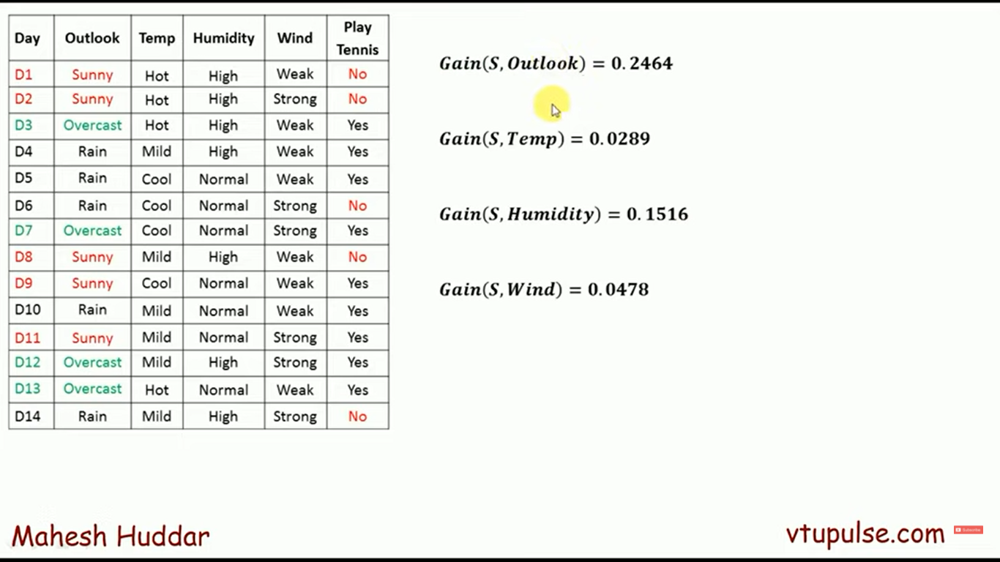 Day Outlook Temp Humidity Wind Play Tennis
D1 Sunny Hot High Weak No
D2 Sunny Hot High Strong No
D3 Overcast Hot High Weak Yes
D4 Rain Mild High Weak Yes
D5 Rain Cool Normal Weak Yes
D6 Rain Cool Normal Strong No
D7 Overcast Cool Normal Strong Yes
D8 Sunny Mild High Weak No
D9 Sunny Cool Normal Weak Yes
D10 Rain Mild Normal Weak Yes
D11 Sunny Mild Normal Strong Yes
D12 Overcast Mild High Strong Yes
D13 Overcast Hot Normal Weak Yes
D14 Rain Mild High Strong No
Gain(S, Outlook) = 0.2464
Gain(S, Temp) = 0.0289
Gain(S, Humidity) = 0.1516
Gain(S, Wind) = 0.0478
Mahesh Huddar
vtupulse.com
Subscribe